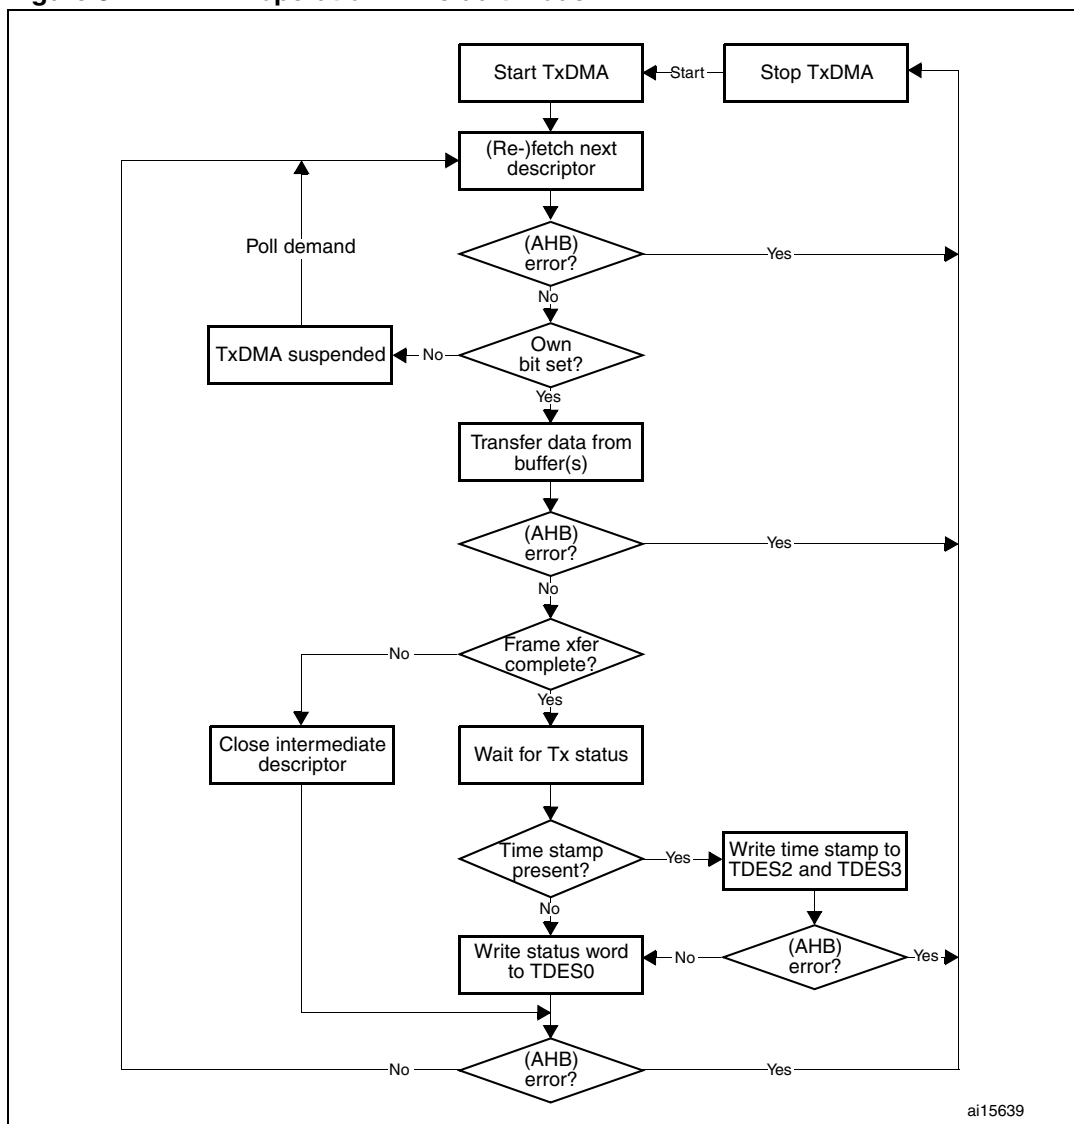 Start TxDMA
Start
Stop TxDMA
(Re-)fetch next
descriptor
Poll demand
(AHB)
error?
Yes
No
TxDMA suspended
No
Own
bit set?
Yes
Transfer data from
buffer(s)
(AHB)
error?
Yes
No
No
Frame xfer
complete?
Yes
Close intermediate
descriptor
Wait for Tx status
Time stamp
present?
Yes
Write time stamp to
TDES2 and TDES3
No
Write status word
to TDES0
No
(AHB)
error?
Yes
No
(AHB)
error?
Yes
ai15639